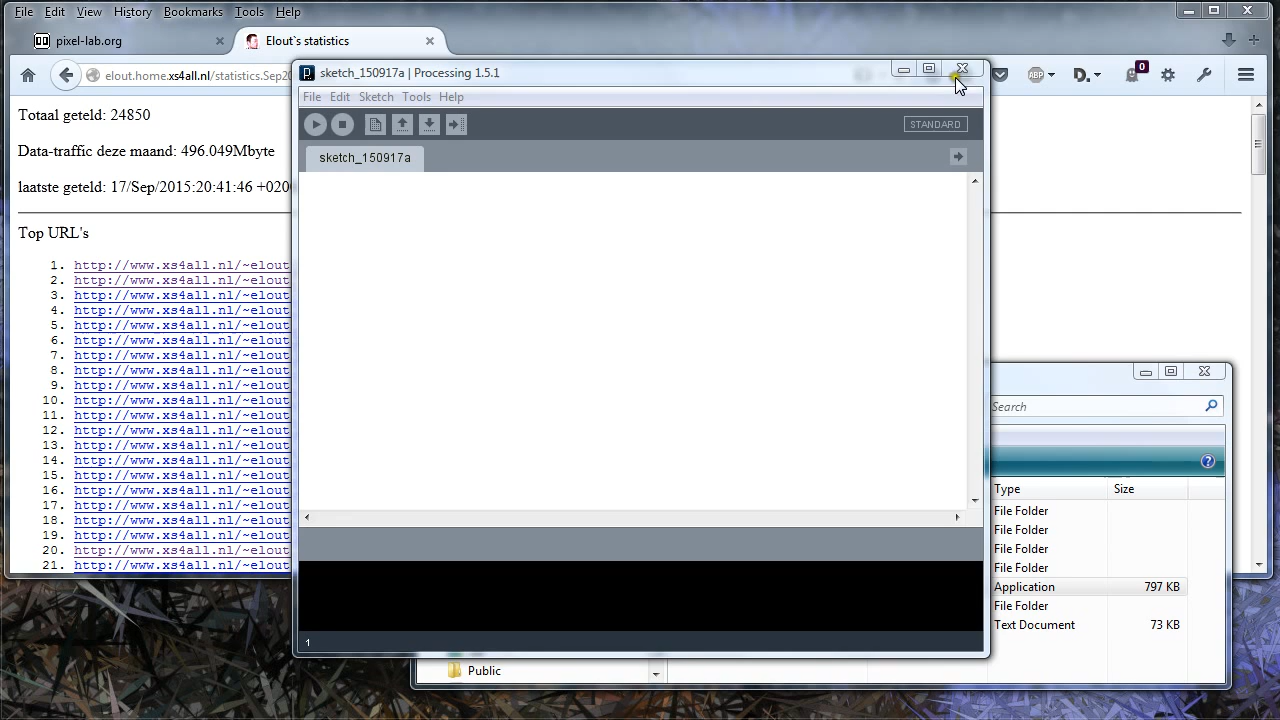 File Edit View History Bookmarks Tools Help
pixel-lab.org
Elout`s statistics
elout.home.xs4all.nl/statistics.Sep20
ABP
D.
0
Totaal geteld: 24850
Data-traffic deze maand: 496.049Mbyte
laatste geteld: 17/Sep/2015:20:41:46 +020
Top URL's
1. http://www.xs4all.nl/~elout
2. http://www.xs4all.nl/~elout
3. http://www.xs4all.nl/~elout
4. http://www.xs4all.nl/~elout
5. http://www.xs4all.nl/~elout
6. http://www.xs4all.nl/~elout
7. http://www.xs4all.nl/~elout
8. http://www.xs4all.nl/~elout
9. http://www.xs4all.nl/~elout
10. http://www.xs4all.nl/~elout
11. http://www.xs4all.nl/~elout
12. http://www.xs4all.nl/~elout
13. http://www.xs4all.nl/~elout
14. http://www.xs4all.nl/~elout
15. http://www.xs4all.nl/~elout
16. http://www.xs4all.nl/~elout
17. http://www.xs4all.nl/~elout
18. http://www.xs4all.nl/~elout
19. http://www.xs4all.nl/~elout
20. http://www.xs4all.nl/~elout
21. http://www.xs4all.nl/~elout
sketch_150917a | Processing 1.5.1
File Edit Sketch Tools Help
STANDARD
sketch_150917a
1
Search
Type Size
File Folder
File Folder
File Folder
File Folder
Application 797 KB
File Folder
Text Document 73 KB
Public